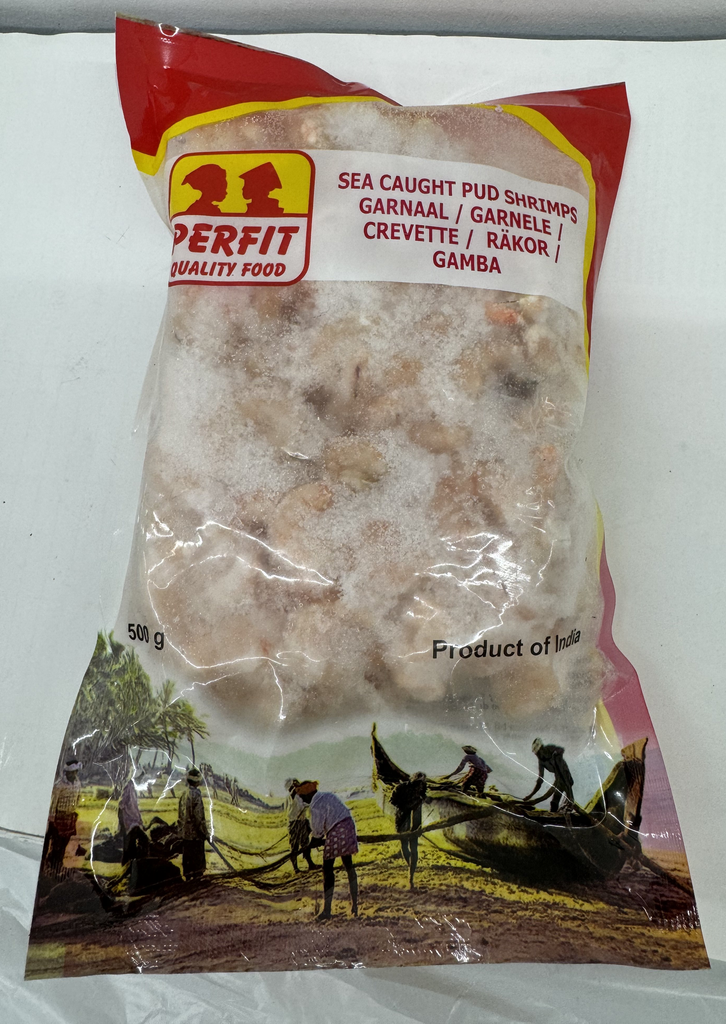 PERFIT
QUALITY FOOD
SEA CAUGHT PUD SHRIMPS
GARNAAL / GARNELE /
CREVETTE / RÄKOR /
GAMBA
500 g
Product of India